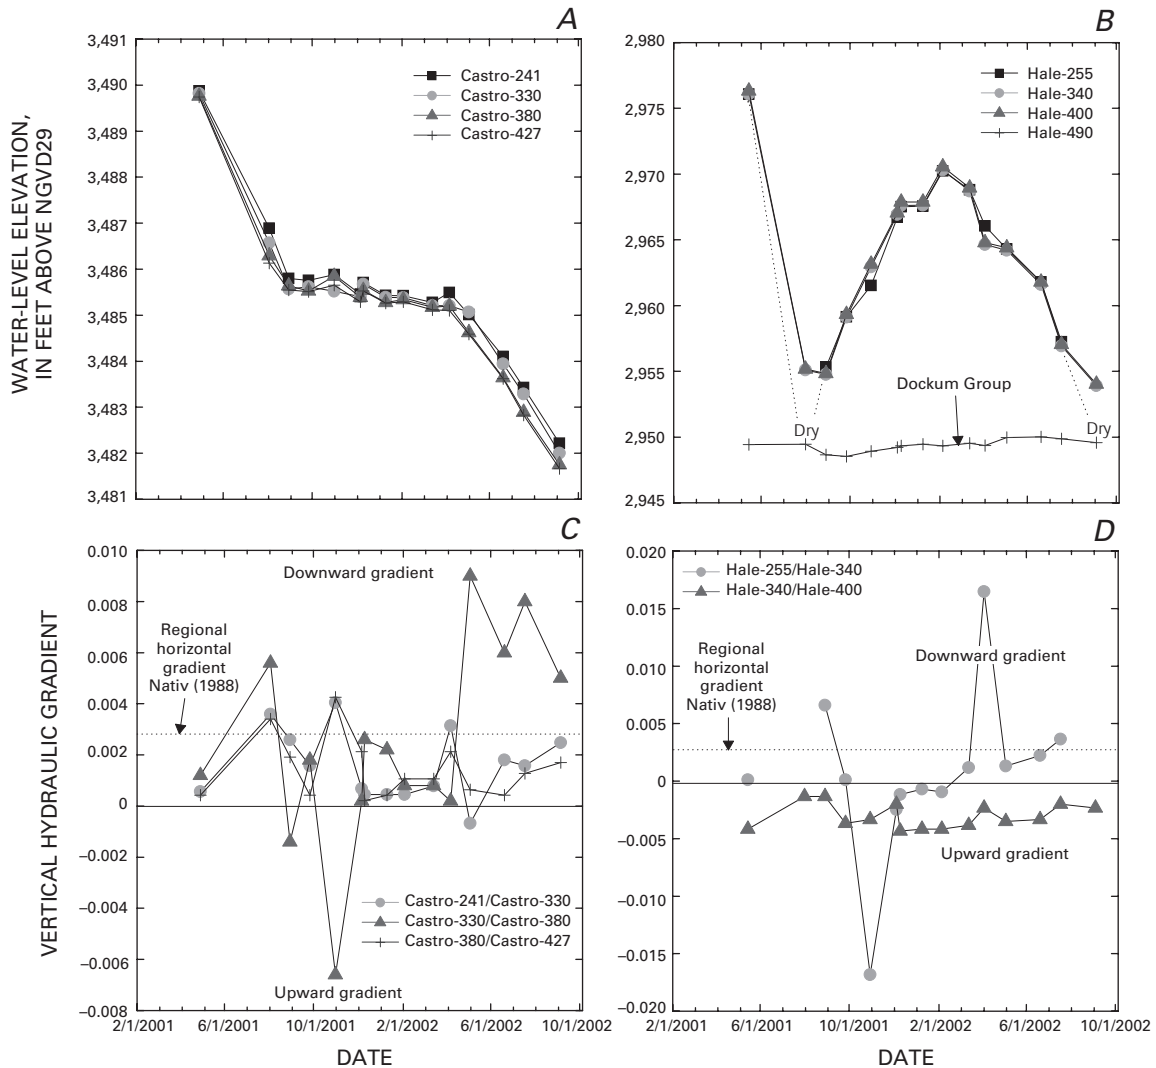 A
WATER-LEVEL ELEVATION,
IN FEET ABOVE NGVD29
3,491
3,490
3,489
3,488
3,487
3,486
3,485
3,484
3,483
3,482
3,481
Castro-241
Castro-330
Castro-380
Castro-427
B
2,980
2,975
2,970
2,965
2,960
2,955
2,950
2,945
Hale-255
Hale-340
Hale-400
Hale-490
Dockum Group
Dry
Dry
C
VERTICAL HYDRAULIC GRADIENT
0.010
0.008
0.006
0.004
0.002
0
−0.002
−0.004
−0.006
−0.008
Downward gradient
Regional
horizontal
gradient
Nativ (1988)
Castro-241/Castro-330
Castro-330/Castro-380
Castro-380/Castro-427
Upward gradient
2/1/2001 6/1/2001 10/1/2001 2/1/2002 6/1/2002 10/1/2002
DATE
D
0.020
0.015
0.010
0.005
0
−0.005
−0.010
−0.015
−0.020
Hale-255/Hale-340
Hale-340/Hale-400
Regional
horizontal
gradient
Nativ (1988)
Downward gradient
Upward gradient
2/1/2001 6/1/2001 10/1/2001 2/1/2002 6/1/2002 10/1/2002
DATE